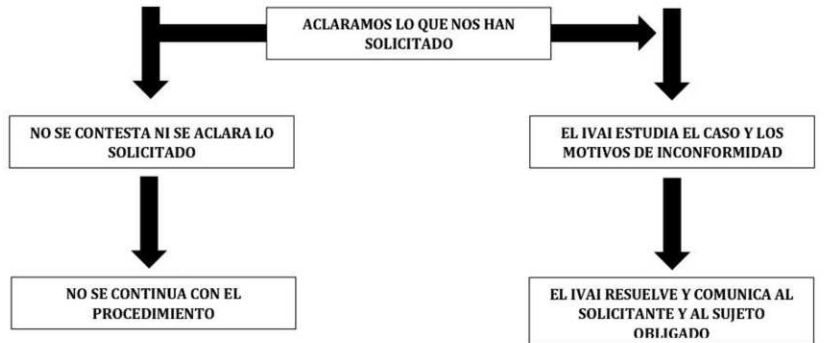 ACLARAMOS LO QUE NOS HAN
SOLICITADO
NO SE CONTESTA NI SE ACLARA LO
SOLICITADO
EL IVAI ESTUDIA EL CASO Y LOS
MOTIVOS DE INCONFORMIDAD
NO SE CONTINUA CON EL
PROCEDIMIENTO
EL IVAI RESUELVE Y COMUNICA AL
SOLICITANTE Y AL SUJETO
OBLIGADO